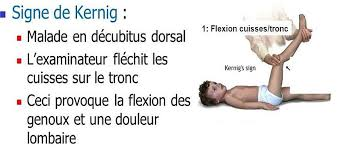 Signe de Kernig :
Malade en décubitus dorsal
L'examinateur fléchit les
cuisses sur le tronc
Ceci provoque la flexion des
genoux et une douleur
lombaire
1: Flexion cuisses/tronc
Kernig's sign